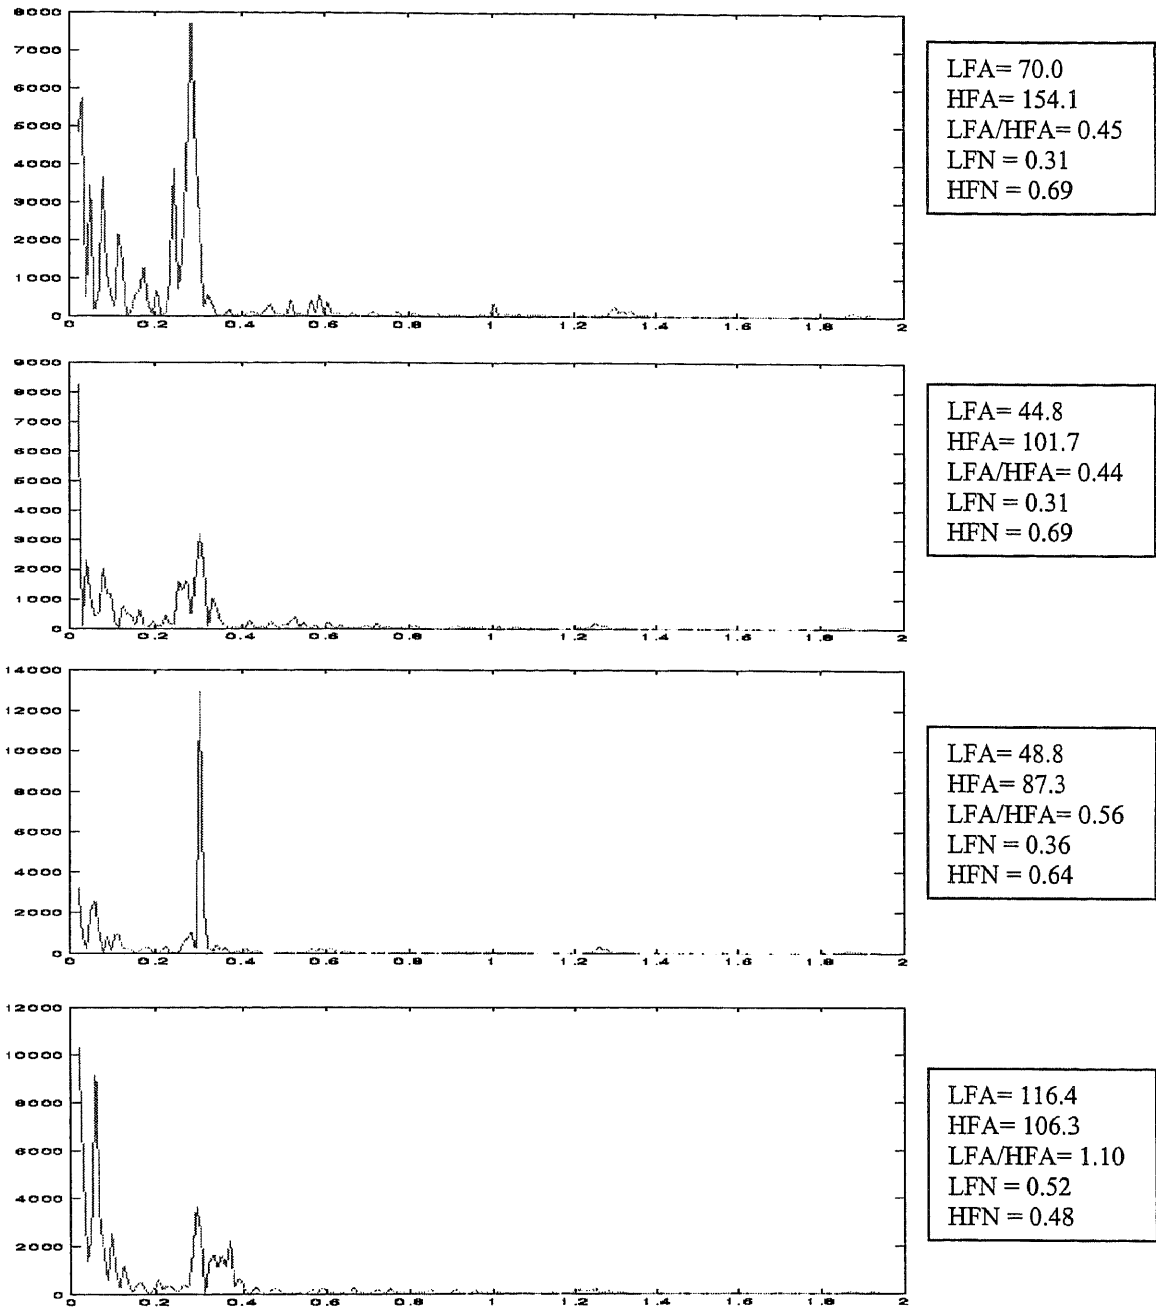 8000
7000
6000
5000
4000
3000
2000
1000
0
0 0.2 0.4 0.6 0.8 1 1.2 1.4 1.6 1.8 2
LFA= 70.0
HFA= 154.1
LFA/HFA= 0.45
LFN = 0.31
HFN = 0.69
9000
8000
7000
6000
5000
4000
3000
2000
1000
0
0 0.2 0.4 0.6 0.8 1 1.2 1.4 1.6 1.8 2
LFA= 44.8
HFA= 101.7
LFA/HFA= 0.44
LFN = 0.31
HFN = 0.69
14000
12000
10000
8000
6000
4000
2000
0
0 0.2 0.4 0.6 0.8 1 1.2 1.4 1.6 1.8 2
LFA= 48.8
HFA= 87.3
LFA/HFA= 0.56
LFN = 0.36
HFN = 0.64
12000
10000
8000
6000
4000
2000
0
0 0.2 0.4 0.6 0.8 1 1.2 1.4 1.6 1.8 2
LFA= 116.4
HFA= 106.3
LFA/HFA= 1.10
LFN = 0.52
HFN = 0.48